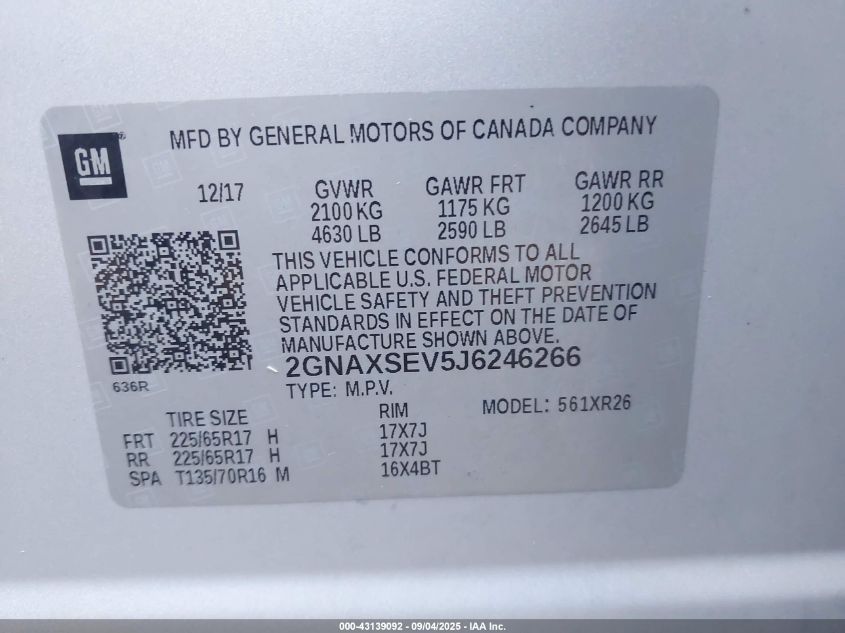 GM
MFD BY GENERAL MOTORS OF CANADA COMPANY
12/17
GVWR GAWR FRT GAWR RR
2100 KG 1175 KG 1200 KG
4630 LB 2590 LB 2645 LB
THIS VEHICLE CONFORMS TO ALL
APPLICABLE U.S. FEDERAL MOTOR
VEHICLE SAFETY AND THEFT PREVENTION
STANDARDS IN EFFECT ON THE DATE OF
MANUFACTURE SHOWN ABOVE.
2GNAXSEV5J6246266
636R
TYPE: M.P.V.
TIRE SIZE RIM MODEL: 561XR26
FRT 225/65R17 H 17X7J
RR 225/65R17 H 17X7J
SPA T135/70R16 M 16X4BT
000-43139092 - 09/04/2025 - IAA Inc.